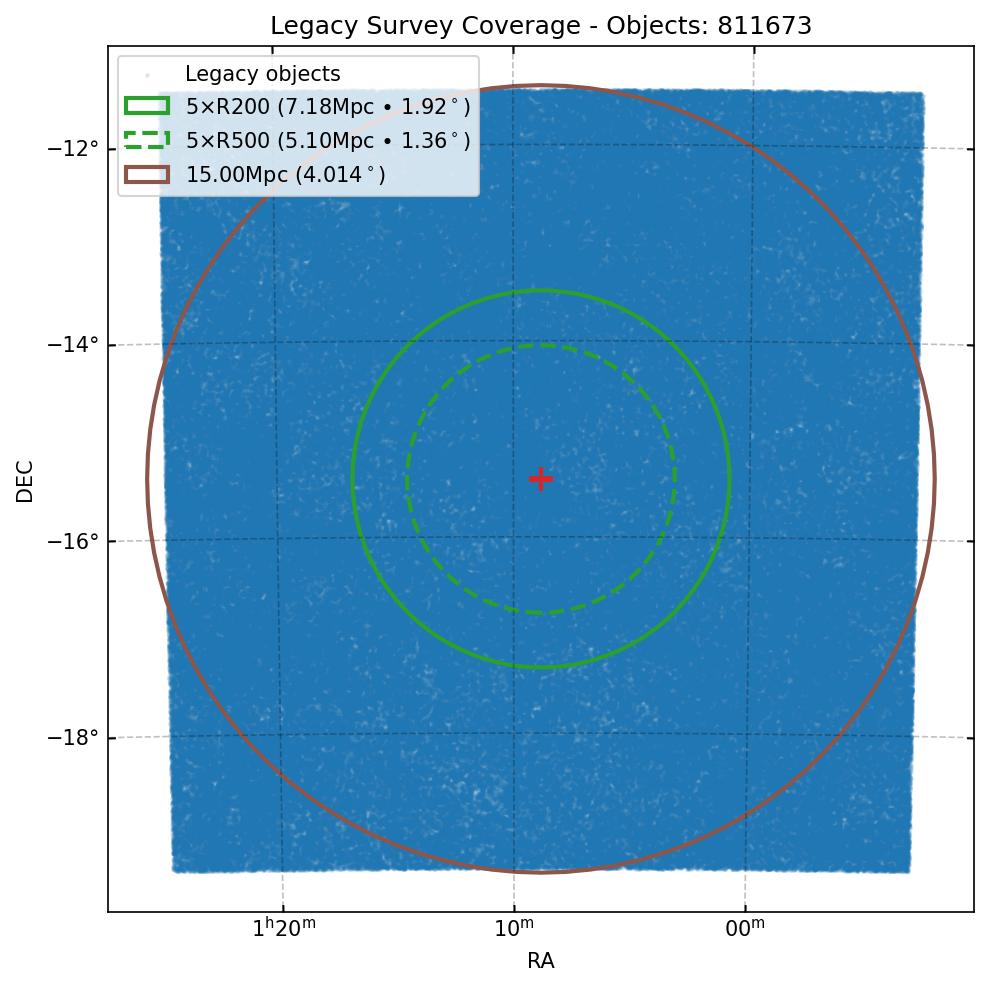 Legacy Survey Coverage - Objects: 811673
Legacy objects
5×R200 (7.18Mpc • 1.92°)
5×R500 (5.10Mpc • 1.36°)
15.00Mpc (4.014°)
−12°
−14°
−16°
−18°
DEC
1ʰ20ᵐ 10ᵐ 00ᵐ
RA